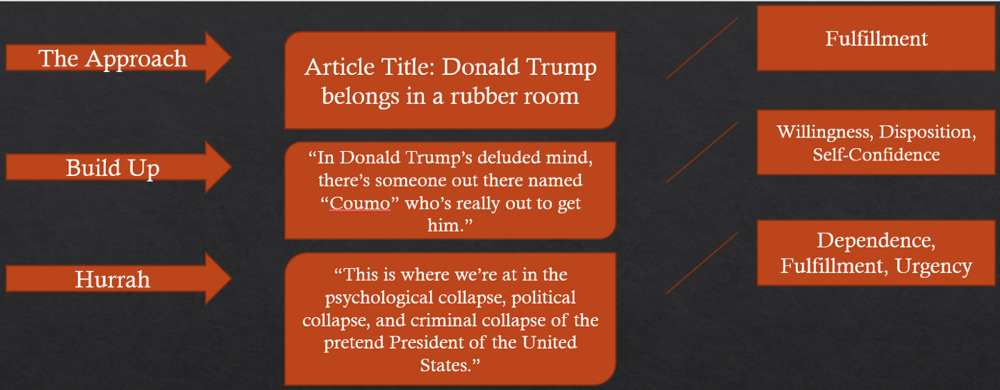 The Approach
Article Title: Donald Trump
belongs in a rubber room
Fulfillment
Build Up
“In Donald Trump’s deluded mind,
there’s someone out there named
“Coumo” who’s really out to get
him.”
Willingness, Disposition,
Self-Confidence
Hurrah
“This is where we’re at in the
psychological collapse, political
collapse, and criminal collapse of the
pretend President of the United
States.”
Dependence,
Fulfillment, Urgency